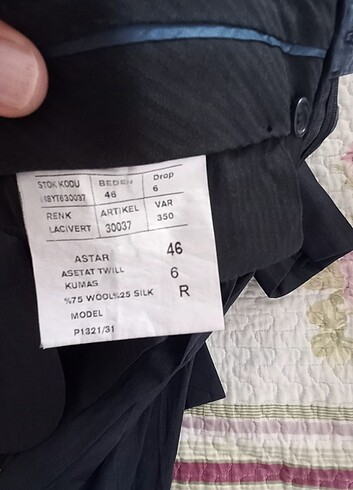 STOK KODU BEDEN Drop
I18YT630037 46 6
RENK ARTIKEL VAR
LACIVERT 30037 350
ASTAR 46
ASETAT TWILL 6
KUMAS
%75 WOOL%25 SILK R
MODEL
P1321/31